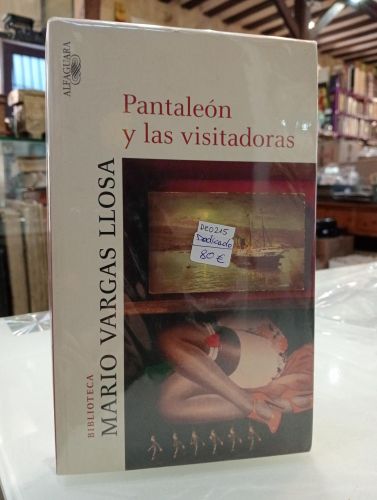 ALFAGUARA
Pantaleón
y las visitadoras
BIBLIOTECA
MARIO VARGAS LLOSA
DE0215
Dedicado
80 €